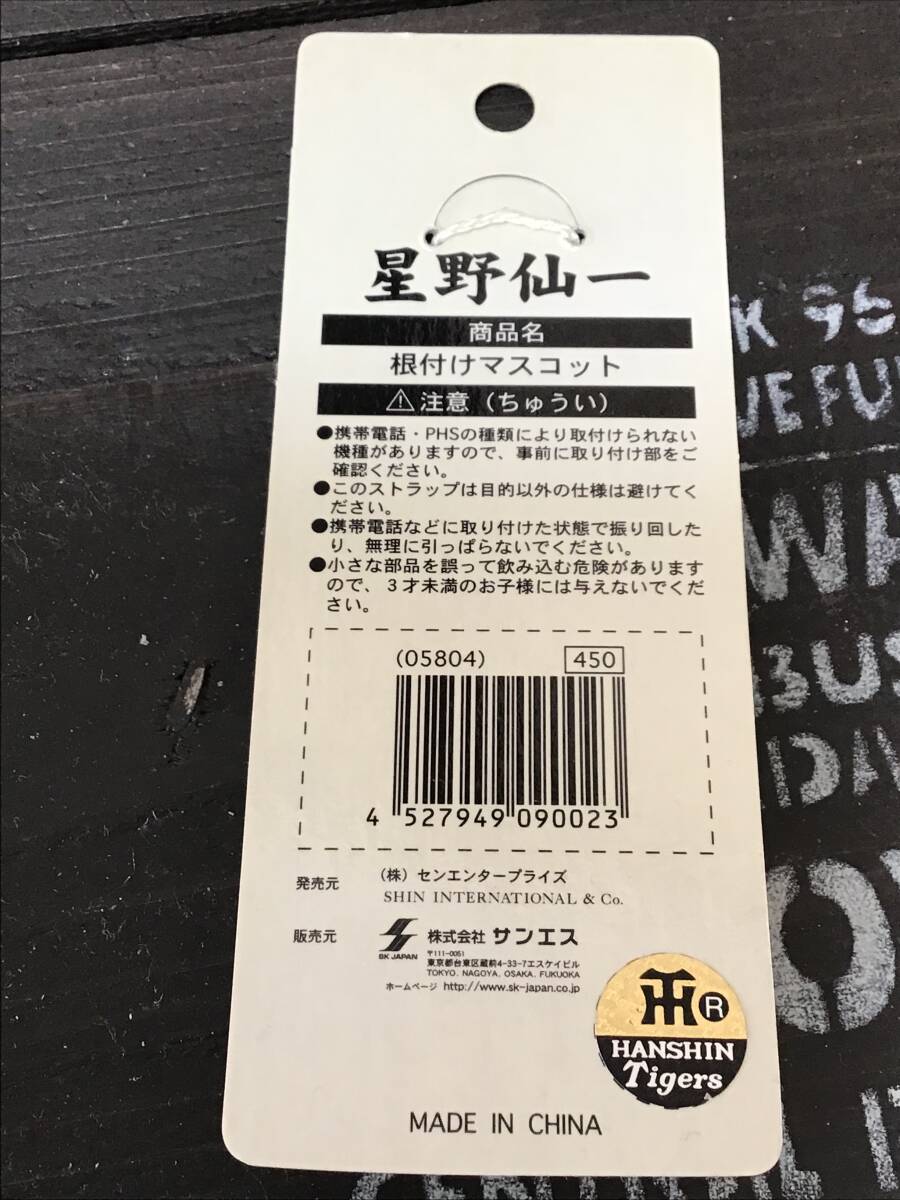 星野仙一
商品名
根付けマスコット
⚠注意(ちゅうい)
●携帯電話・PHSの種類により取付けられない
機種がありますので、事前に取り付け部をご
確認ください。
●このストラップは目的以外の仕様は避けてく
ださい。
●携帯電話などに取り付けた状態で振り回した
り、無理に引っぱらないでください。
●小さな部品を誤って飲み込む危険があります
ので、3才未満のお子様には与えないでくだ
さい。
(05804) 450
4 527949 090023
発売元 (株)センエンタープライズ
SHIN INTERNATIONAL & Co.
販売元 SK JAPAN 株式会社 サンエス
〒111-0051
東京都台東区蔵前4-33-7エスケイビル
TOKYO. NAGOYA. OSAKA. FUKUOKA
ホームページ http://www.sk-japan.co.jp
R
HANSHIN
Tigers
MADE IN CHINA
K 96
WA
BUS
IDA